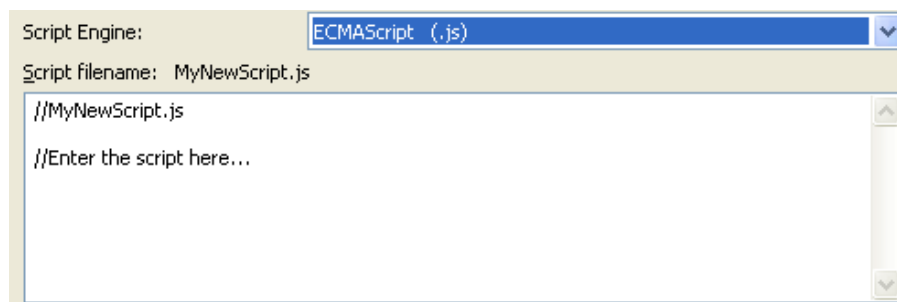 Script Engine: ECMAScript (.js)
Script filename: MyNewScript.js
//MyNewScript.js
//Enter the script here...